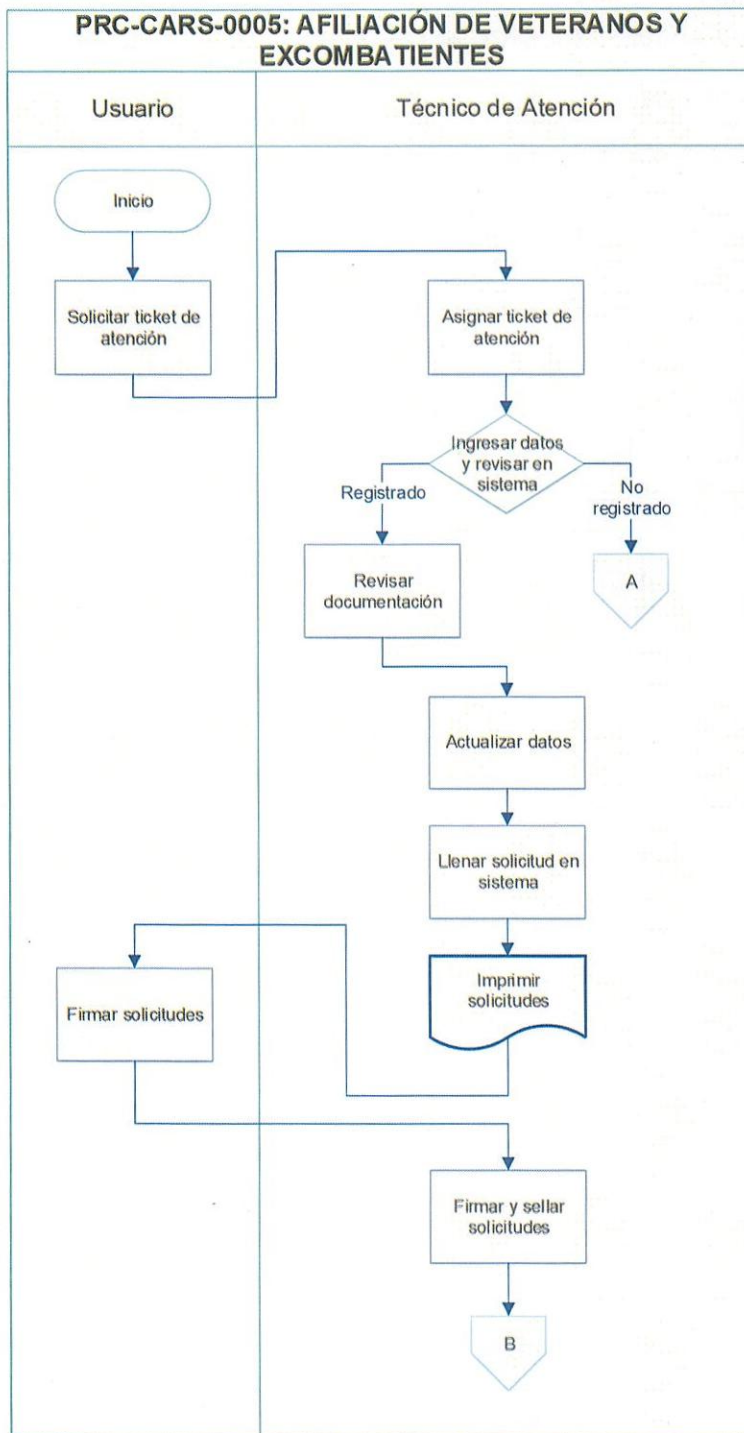 PRC-CARS-0005: AFILIACIÓN DE VETERANOS Y
EXCOMBATIENTES
Usuario
Técnico de Atención
Inicio
Solicitar ticket de
atención
Asignar ticket de
atención
Ingresar datos
y revisar en
sistema
Registrado
No
registrado
Revisar
documentación
A
Actualizar datos
Llenar solicitud en
sistema
Imprimir
solicitudes
Firmar solicitudes
Firmar y sellar
solicitudes
B